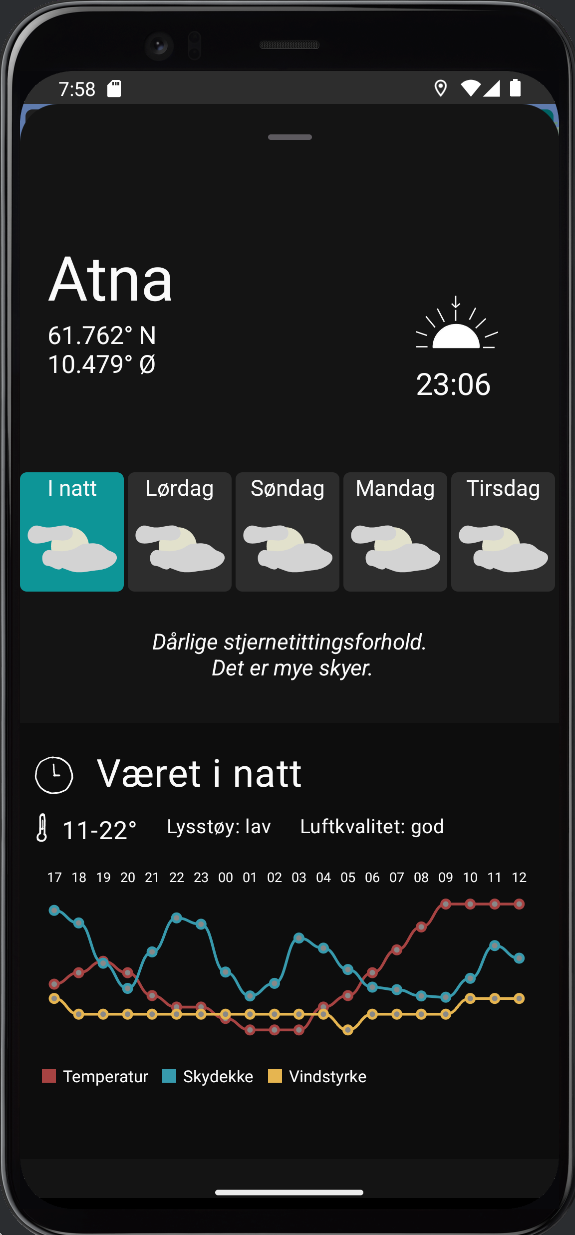 7:58
Atna
61.762° N
10.479° Ø
23:06
I natt Lørdag Søndag Mandag Tirsdag
Dårlige stjernetittingsforhold.
Det er mye skyer.
Været i natt
11-22° Lysstøy: lav Luftkvalitet: god
17 18 19 20 21 22 23 00 01 02 03 04 05 06 07 08 09 10 11 12
Temperatur Skydekke Vindstyrke